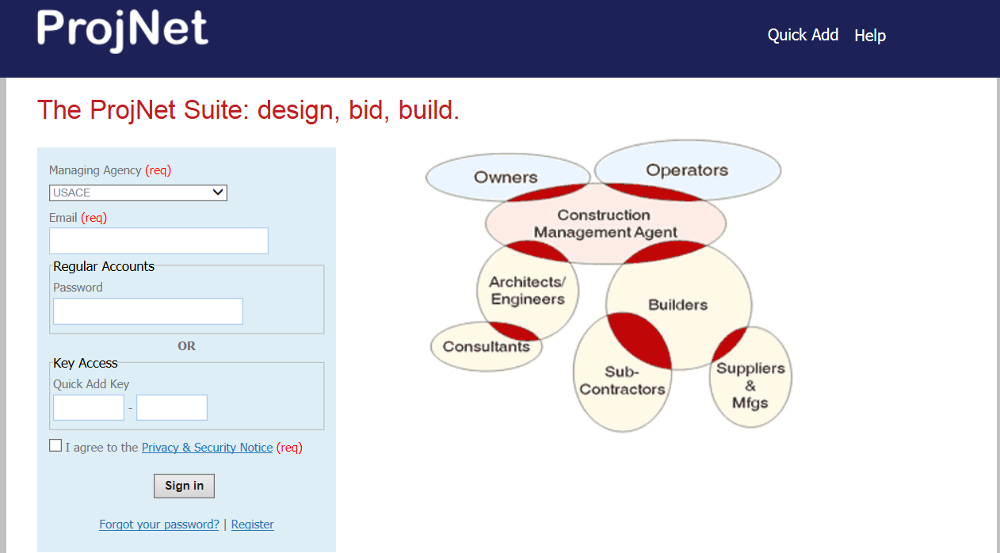 ProjNet
Quick Add Help
The ProjNet Suite: design, bid, build.
Managing Agency (req)
USACE
Email (req)
Regular Accounts
Password
OR
Key Access
Quick Add Key
-
I agree to the Privacy & Security Notice (req)
Sign in
Forgot your password? | Register
Owners
Operators
Construction
Management Agent
Architects/
Engineers
Builders
Consultants
Sub-
Contractors
Suppliers
&
Mfgs